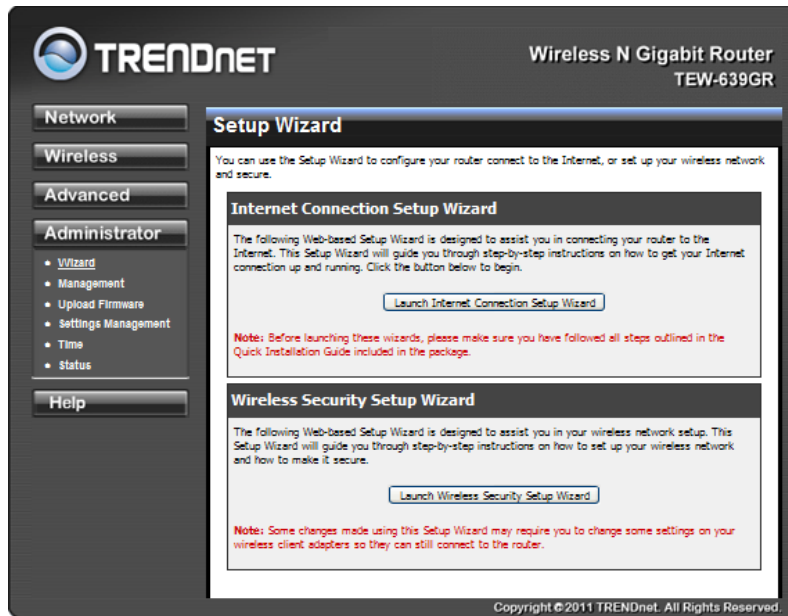 TRENDNET
Wireless N Gigabit Router
TEW-639GR
Network
Wireless
Advanced
Administrator
Wizard
Management
Upload Firmware
Settings Management
Time
Status
Help
Setup Wizard
You can use the Setup Wizard to configure your router connect to the Internet, or set up your wireless network
and secure.
Internet Connection Setup Wizard
The following Web-based Setup Wizard is designed to assist you in connecting your router to the
Internet. This Setup Wizard will guide you through step-by-step instructions on how to get your Internet
connection up and running. Click the button below to begin.
Launch Internet Connection Setup Wizard
Note: Before launching these wizards, please make sure you have followed all steps outlined in the
Quick Installation Guide included in the package.
Wireless Security Setup Wizard
The following Web-based Setup Wizard is designed to assist you in your wireless network setup. This
Setup Wizard will guide you through step-by-step instructions on how to set up your wireless network
and how to make it secure.
Launch Wireless Security Setup Wizard
Note: Some changes made using this Setup Wizard may require you to change some settings on your
wireless client adapters so they can still connect to the router.
Copyright ©2011 TRENDnet. All Rights Reserved.